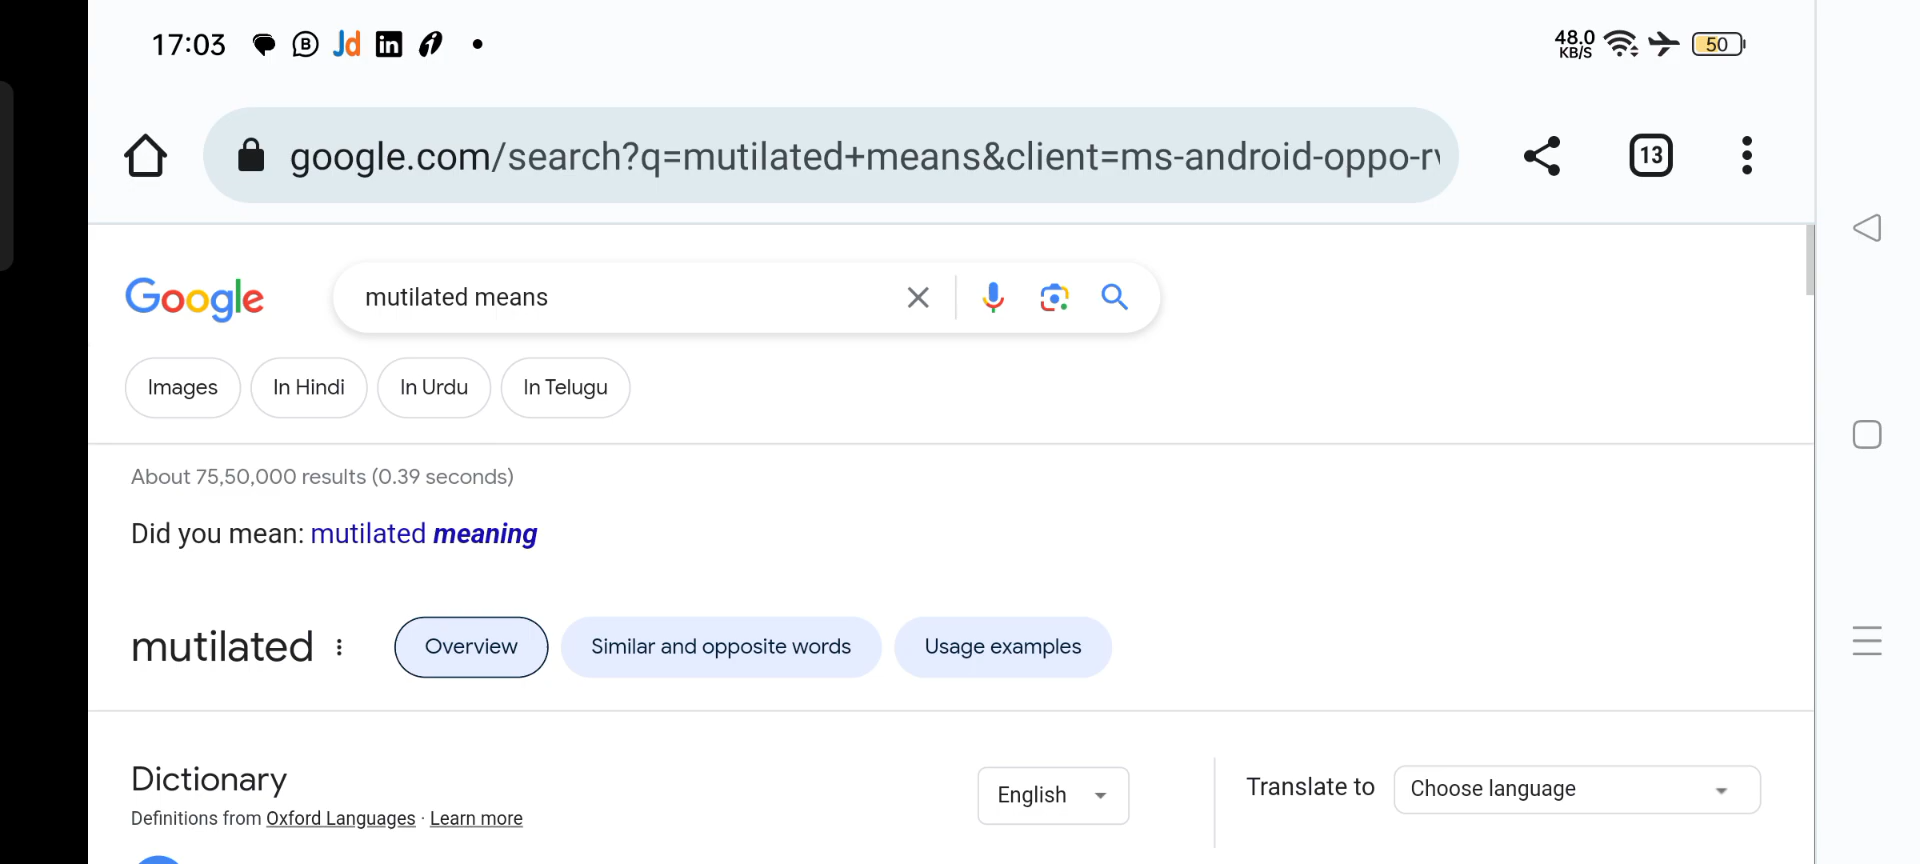 17:03 B Jd in 48.0 KB/S 50
google.com/search?q=mutilated+means&client=ms-android-oppo-rv
13
Google mutilated means
Images In Hindi In Urdu In Telugu
About 75,50,000 results (0.39 seconds)
Did you mean: mutilated meaning
mutilated Overview Similar and opposite words Usage examples
Dictionary English Translate to Choose language
Definitions from Oxford Languages · Learn more